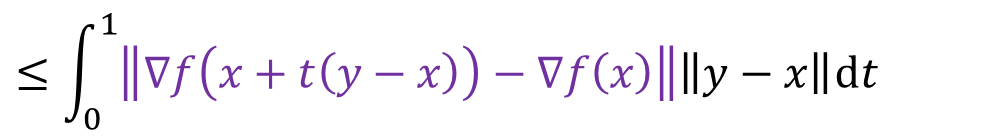 ≤ ∫₀¹ ‖∇f(x + t(y − x)) − ∇f(x)‖‖y − x‖dt